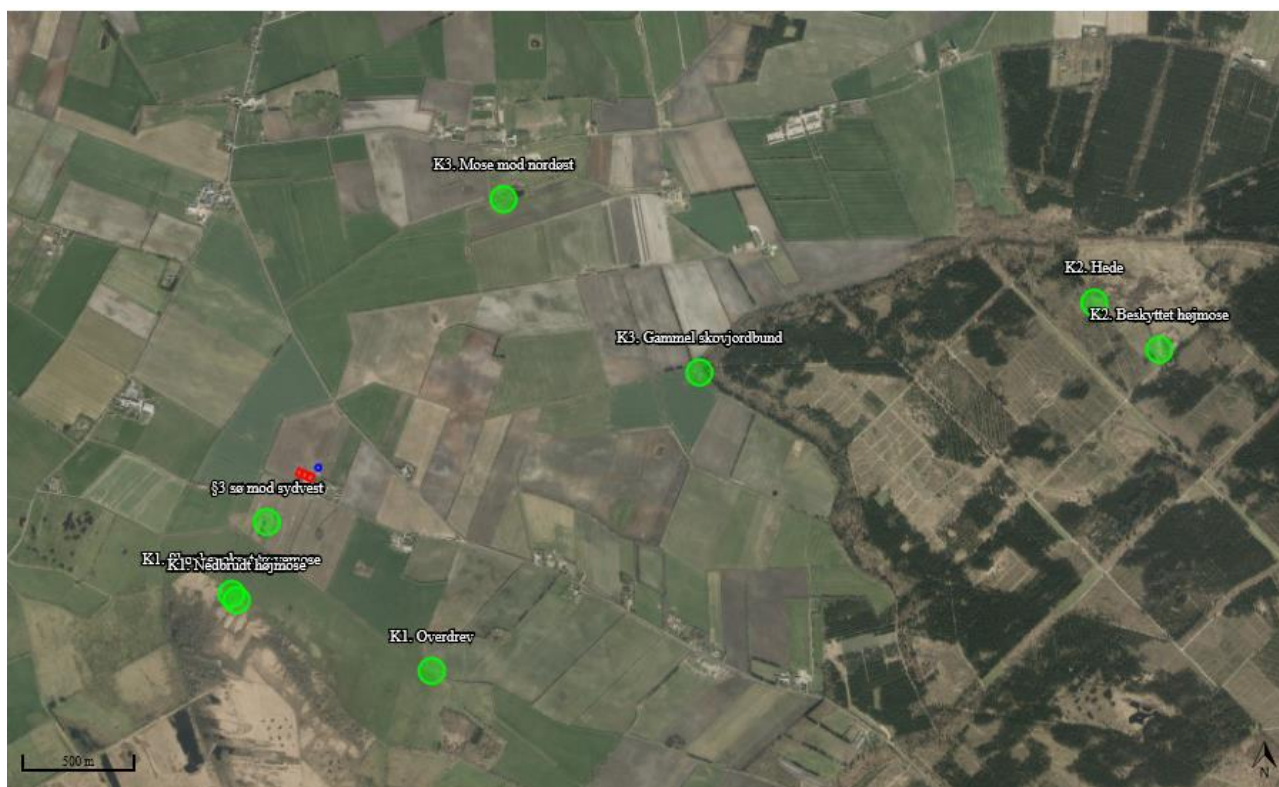 K3. Mose mod nordøst
K2. Hede
K2. Beskyttet højmose
K3. Gammel skovjordbund
§3 sø mod sydvest
K1.
K1. Nedbrudt højmose
K1. Overdrev
500 m
N